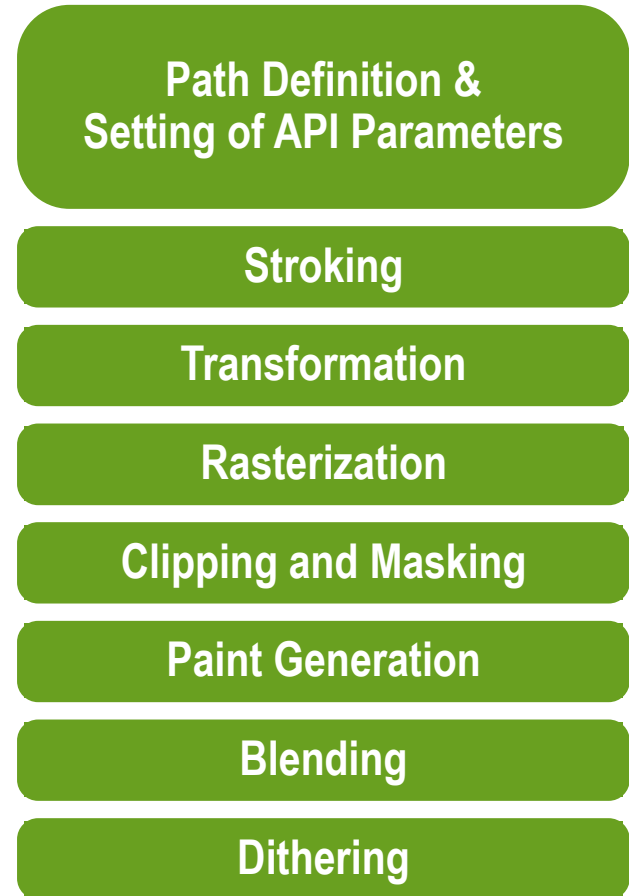 Path Definition &
Setting of API Parameters
Stroking
Transformation
Rasterization
Clipping and Masking
Paint Generation
Blending
Dithering